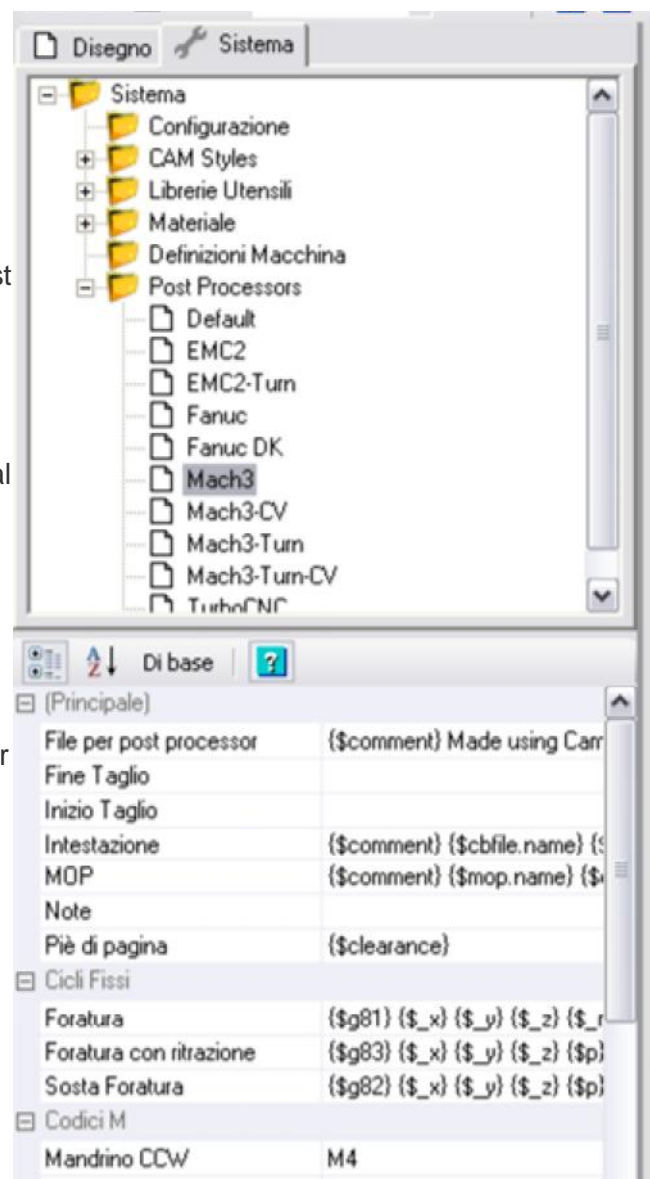 Disegno Sistema
Sistema
Configurazione
CAM Styles
Librerie Utensili
Materiale
Definizioni Macchina
Post Processors
Default
EMC2
EMC2-Turn
Fanuc
Fanuc DK
Mach3
Mach3-CV
Mach3-Turn
Mach3-Turn-CV
TurboCNC
st
al
r
Di base
(Principale)
File per post processor {$comment} Made using Cam
Fine Taglio
Inizio Taglio
Intestazione {$comment} {$cbfile.name} {$
MOP {$comment} {$mop.name} {$
Note
Piè di pagina {$clearance}
Cicli Fissi
Foratura {$g81} {$_x} {$_y} {$_z} {$_r
Foratura con ritrazione {$g83} {$_x} {$_y} {$_z} {$p}
Sosta Foratura {$g82} {$_x} {$_y} {$_z} {$p}
Codici M
Mandrino CCW M4